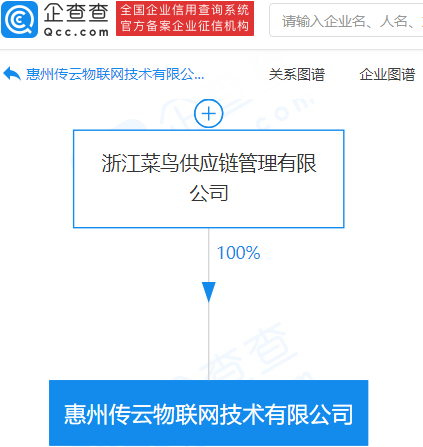 企查查
Qcc.com
全国企业信用查询系统
官方备案企业征信机构
请输入企业名、人名、
惠州传云物联网技术有限公...
关系图谱
企业图谱
浙江菜鸟供应链管理有限
公司
100%
企查查
惠州传云物联网技术有限公司